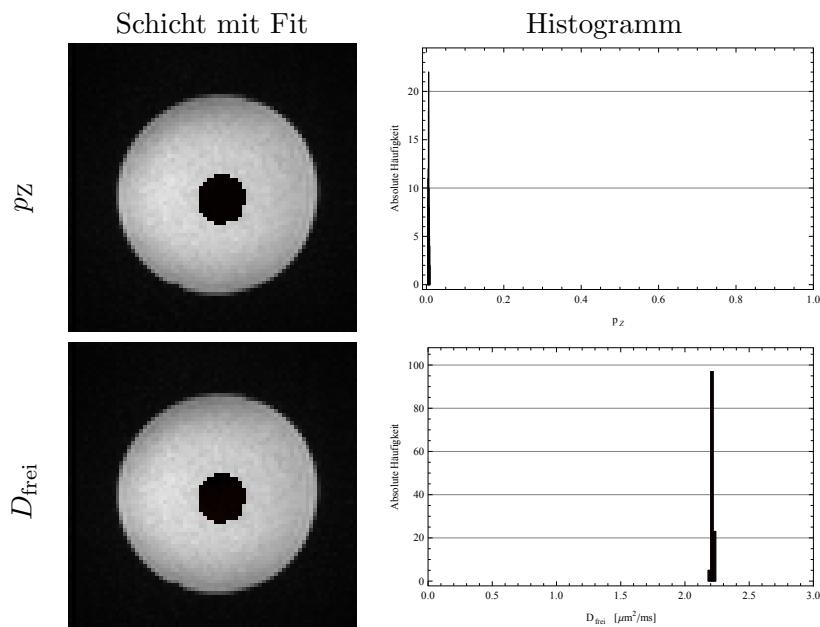 Schicht mit Fit
Histogramm
p_Z
Absolute Häufigkeit
20
15
10
5
0
0.0 0.2 0.4 0.6 0.8 1.0
p_Z
D_frei
Absolute Häufigkeit
100
80
60
40
20
0
0.0 0.5 1.0 1.5 2.0 2.5 3.0
D_frei [μm²/ms]